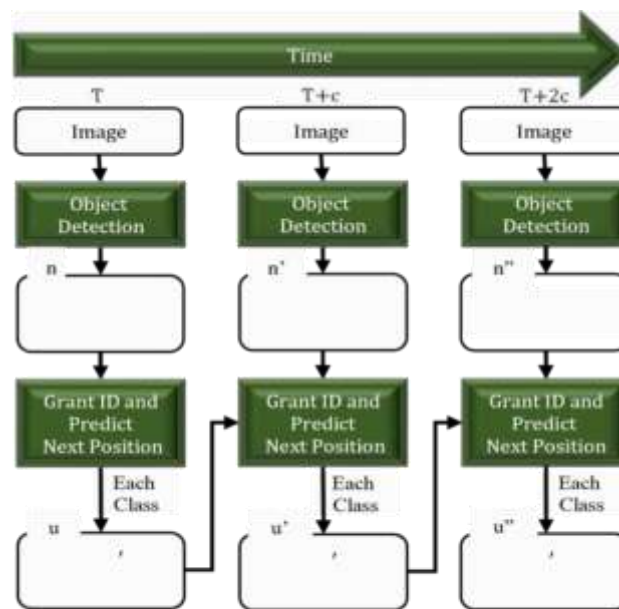 Time
T T+c T+2c
Image Image Image
Object Detection Object Detection Object Detection
n n' n"
Grant ID and Predict Next Position Grant ID and Predict Next Position Grant ID and Predict Next Position
Each Class Each Class Each Class
u u' u"
, , ,